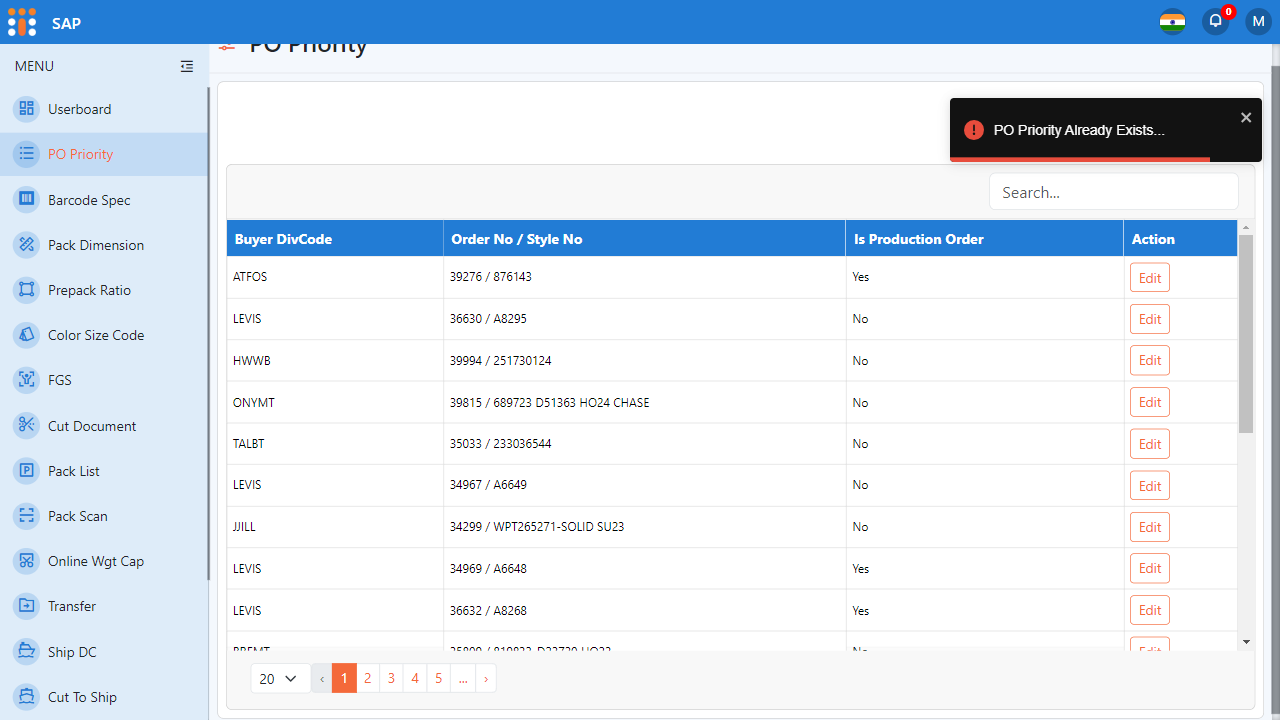 SAP
0
M
MENU
PO Priority
Userboard
PO Priority
Barcode Spec
Pack Dimension
Prepack Ratio
Color Size Code
FGS
Cut Document
Pack List
Pack Scan
Online Wgt Cap
Transfer
Ship DC
Cut To Ship
PO Priority Already Exists...
Search...
Buyer DivCode Order No / Style No Is Production Order Action
ATFOS 39276 / 876143 Yes Edit
LEVIS 36630 / A8295 No Edit
HWWB 39994 / 251730124 No Edit
ONYMT 39815 / 689723 D51363 HO24 CHASE No Edit
TALBT 35033 / 233036544 No Edit
LEVIS 34967 / A6649 No Edit
JJILL 34299 / WPT265271-SOLID SU23 No Edit
LEVIS 34969 / A6648 Yes Edit
LEVIS 36632 / A8268 Yes Edit
No Edit
20 ‹ 1 2 3 4 5 ... ›